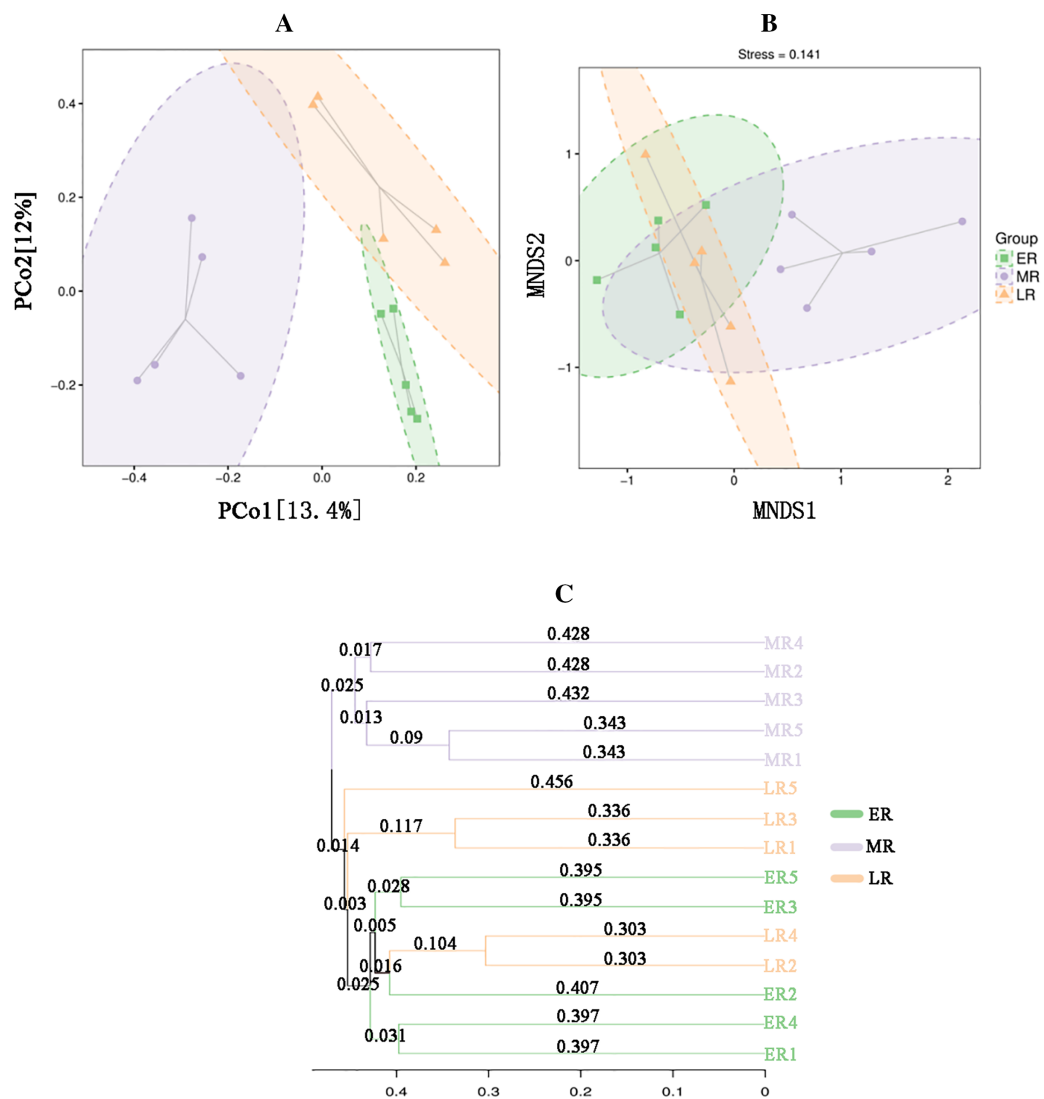 A
0.4
0.2
0.0
−0.2
PCo2[12%]
−0.4
−0.2
0.0
0.2
PCo1[13.4%]
B
Stress = 0.141
1
0
−1
MNDS2
−1
0
1
2
MNDS1
Group
ER
MR
LR
C
0.428
MR4
0.017
0.428
MR2
0.025
0.432
MR3
0.013
0.343
MR5
0.09
0.343
MR1
0.456
LR5
0.336
LR3
0.117
0.014
0.336
LR1
0.395
ER5
0.028
0.003
0.395
ER3
0.005
0.303
LR4
0.104
0.016
0.303
LR2
0.025
0.407
ER2
0.397
ER4
0.031
0.397
ER1
ER
MR
LR
0.4
0.3
0.2
0.1
0